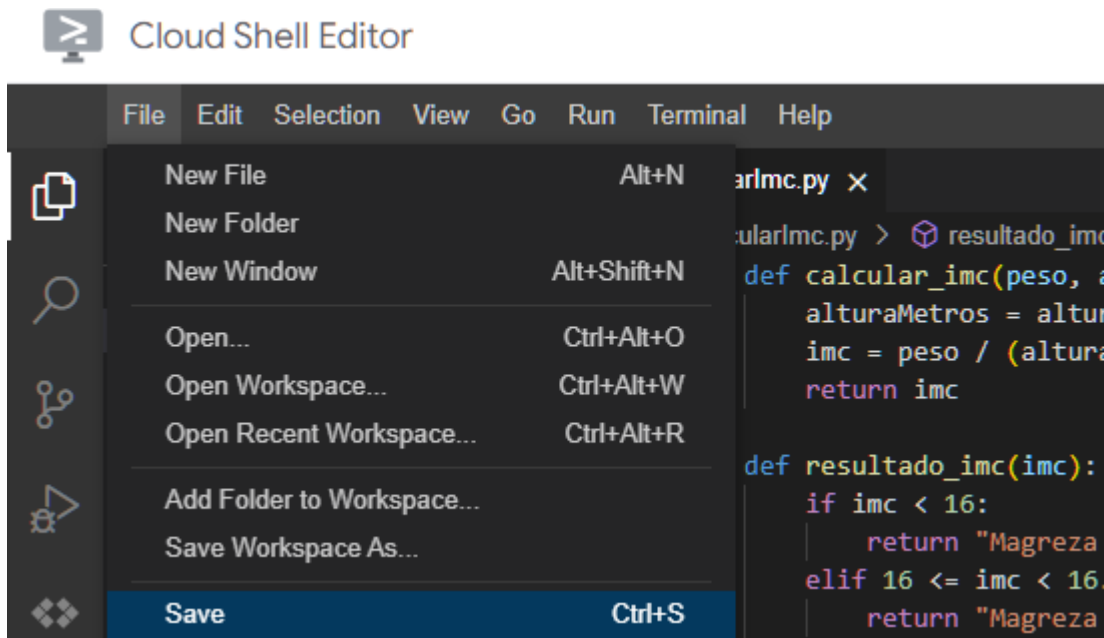 Cloud Shell Editor
File Edit Selection View Go Run Terminal Help
New File Alt+N
New Folder
New Window Alt+Shift+N
Open... Ctrl+Alt+O
Open Workspace... Ctrl+Alt+W
Open Recent Workspace... Ctrl+Alt+R
Add Folder to Workspace...
Save Workspace As...
Save Ctrl+S
arImc.py ×
cularImc.py > resultado_imc
def calcular_imc(peso, a
alturaMetros = altur
imc = peso / (altura
return imc
def resultado_imc(imc):
if imc < 16:
return "Magreza
elif 16 <= imc < 16.
return "Magreza